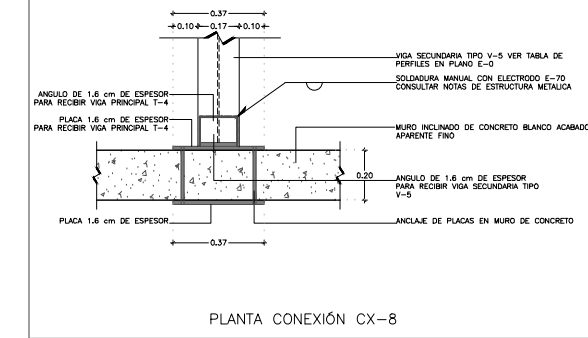 0.37
0.10 0.17 0.10
VIGA SECUNDARIA TIPO V-5 VER TABLA DE
PERFILES EN PLANO E-0
SOLDADURA MANUAL CON ELECTRODO E-70
CONSULTAR NOTAS DE ESTRUCTURA METALICA
ANGULO DE 1.6 cm DE ESPESOR
PARA RECIBIR VIGA PRINCIPAL T-4
PLACA 1.6 cm DE ESPESOR
PARA RECIBIR VIGA PRINCIPAL T-4
MURO INCLINADO DE CONCRETO BLANCO ACABADO
APARENTE FINO
0.20
ANGULO DE 1.6 cm DE ESPESOR
PARA RECIBIR VIGA SECUNDARIA TIPO
V-5
PLACA 1.6 cm DE ESPESOR
ANCLAJE DE PLACAS EN MURO DE CONCRETO
0.37
PLANTA CONEXIÓN CX-8